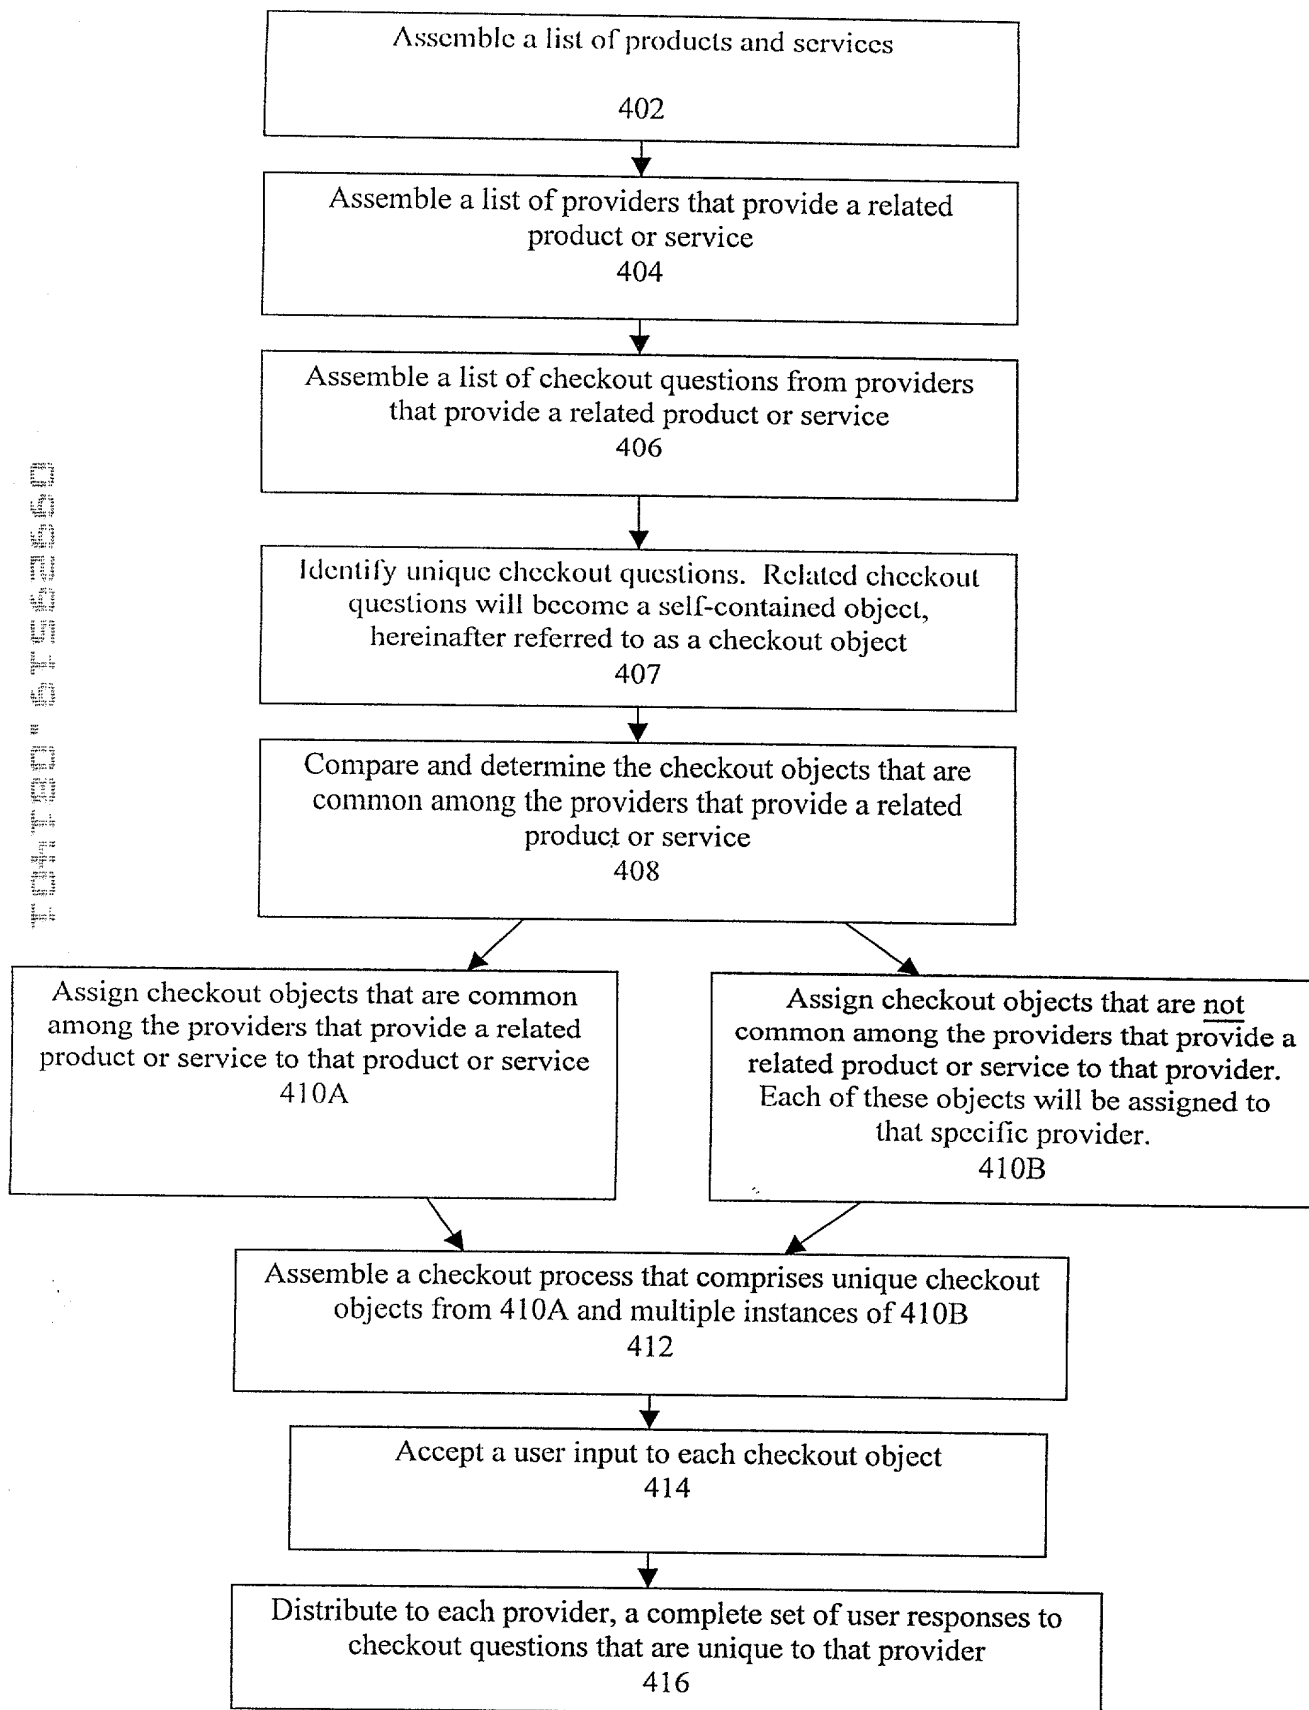 Assemble a list of products and services
402
Assemble a list of providers that provide a related
product or service
404
Assemble a list of checkout questions from providers
that provide a related product or service
406
Identify unique checkout questions. Related checkout
questions will become a self-contained object,
hereinafter referred to as a checkout object
407
Compare and determine the checkout objects that are
common among the providers that provide a related
product or service
408
Assign checkout objects that are common
among the providers that provide a related
product or service to that product or service
410A
Assign checkout objects that are not
common among the providers that provide a
related product or service to that provider.
Each of these objects will be assigned to
that specific provider.
410B
Assemble a checkout process that comprises unique checkout
objects from 410A and multiple instances of 410B
412
Accept a user input to each checkout object
414
Distribute to each provider, a complete set of user responses to
checkout questions that are unique to that provider
416